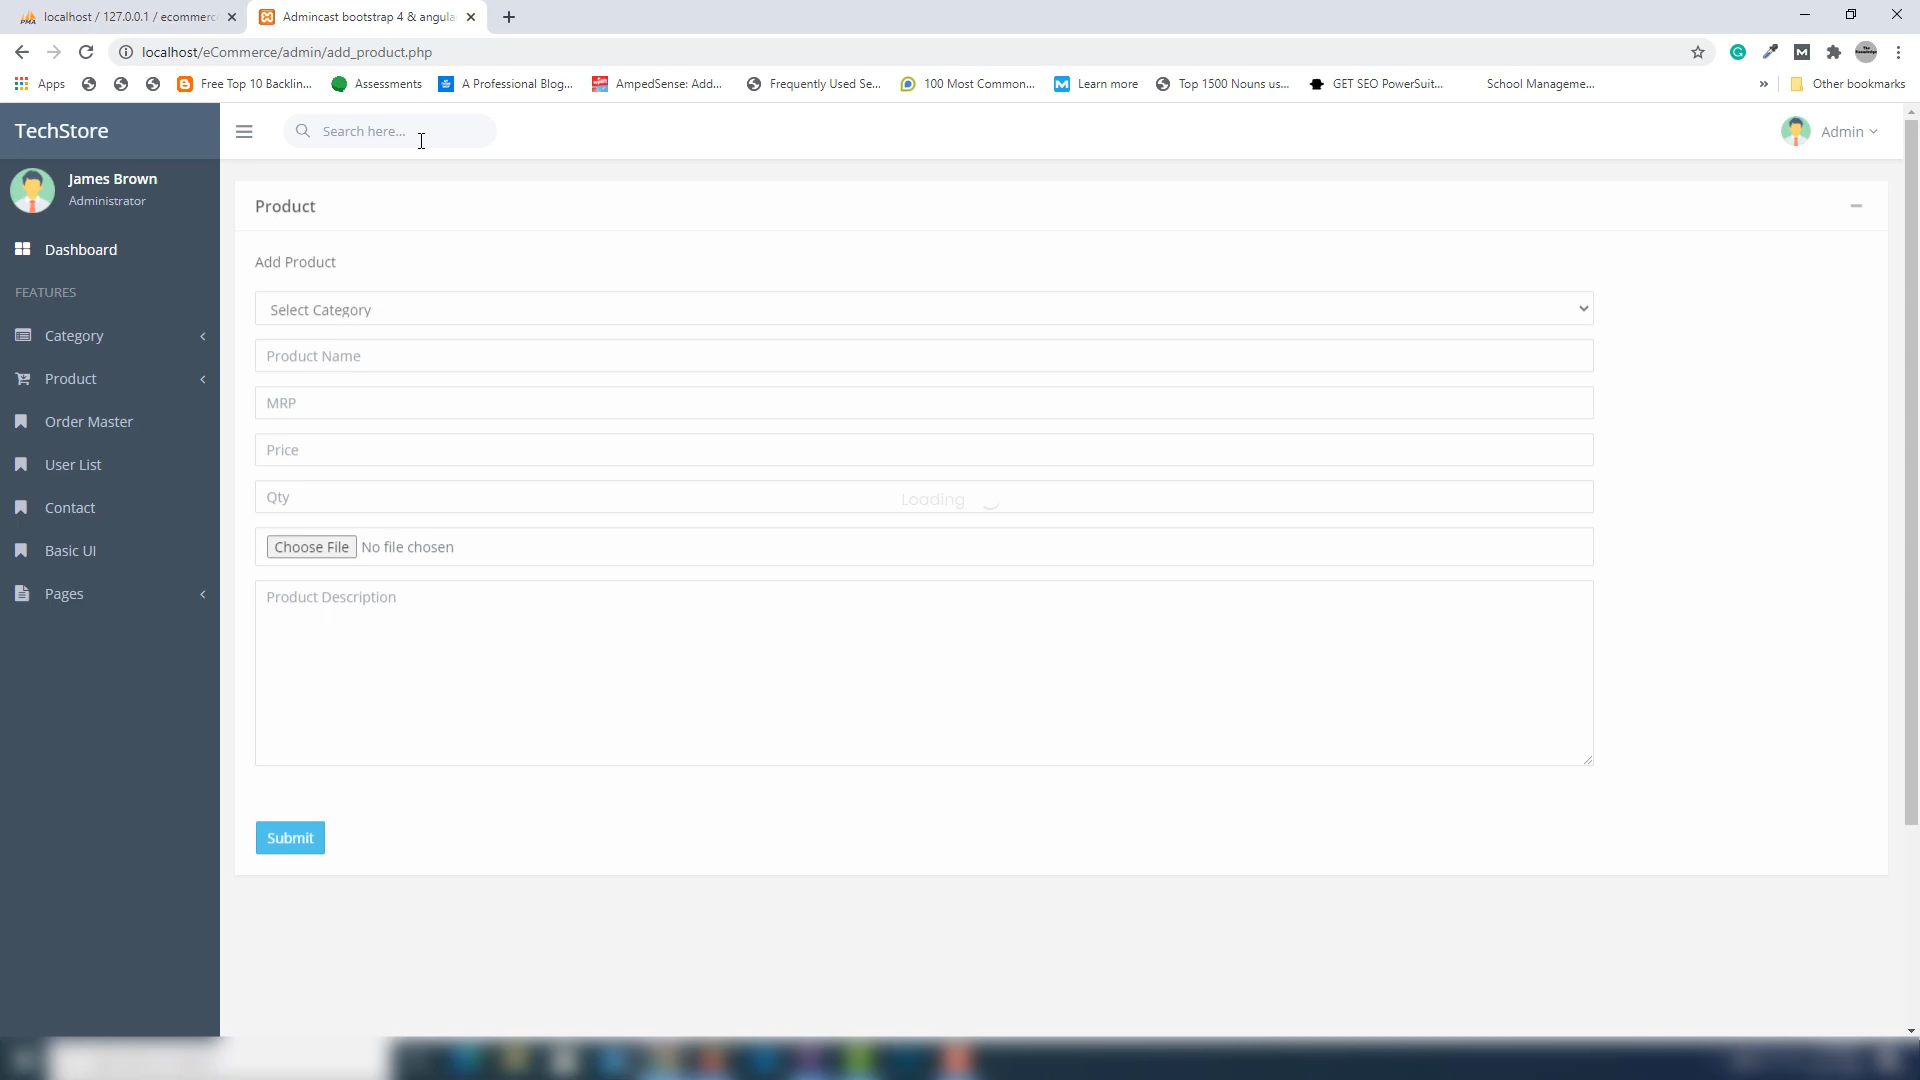 localhost / 127.0.0.1 / ecommerc
Admincast bootstrap 4 & angula
localhost/eCommerce/admin/add_product.php
Apps
Free Top 10 Backlin...
Assessments
A Professional Blog...
AmpedSense: Add...
Frequently Used Se...
100 Most Common...
Learn more
Top 1500 Nouns us...
GET SEO PowerSuit...
School Manageme...
»
Other bookmarks
TechStore
Search here...
Admin
James Brown
Administrator
Dashboard
FEATURES
Category
Product
Order Master
User List
Contact
Basic UI
Pages
Product
Add Product
Select Category
Product Name
MRP
Price
Qty
Loading
Choose File No file chosen
Product Description
Submit